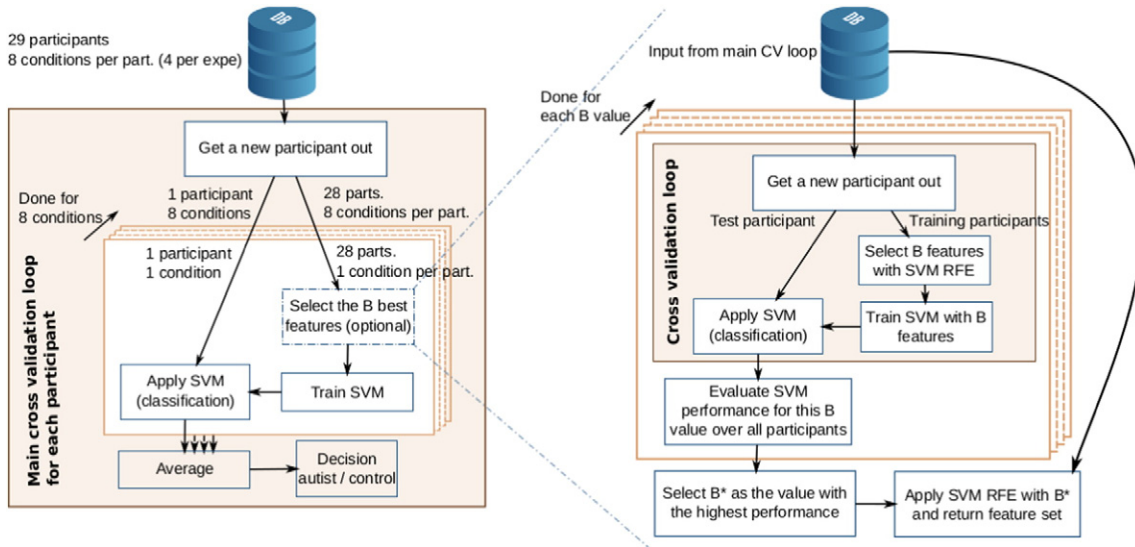 DB
29 participants
8 conditions per part. (4 per expe)
Get a new participant out
1 participant
8 conditions
28 parts.
8 conditions per part.
Done for
8 conditions
1 participant
1 condition
28 parts.
1 condition per part.
Select the B best
features (optional)
Apply SVM
(classification)
Train SVM
Average
Decision
autist / control
Main cross validation loop
for each participant
DB
Input from main CV loop
Done for
each B value
Get a new participant out
Test participant
Training participants
Select B features
with SVM RFE
Apply SVM
(classification)
Train SVM with B
features
Cross validation loop
Evaluate SVM
performance for this B
value over all participants
Select B* as the value with
the highest performance
Apply SVM RFE with B*
and return feature set